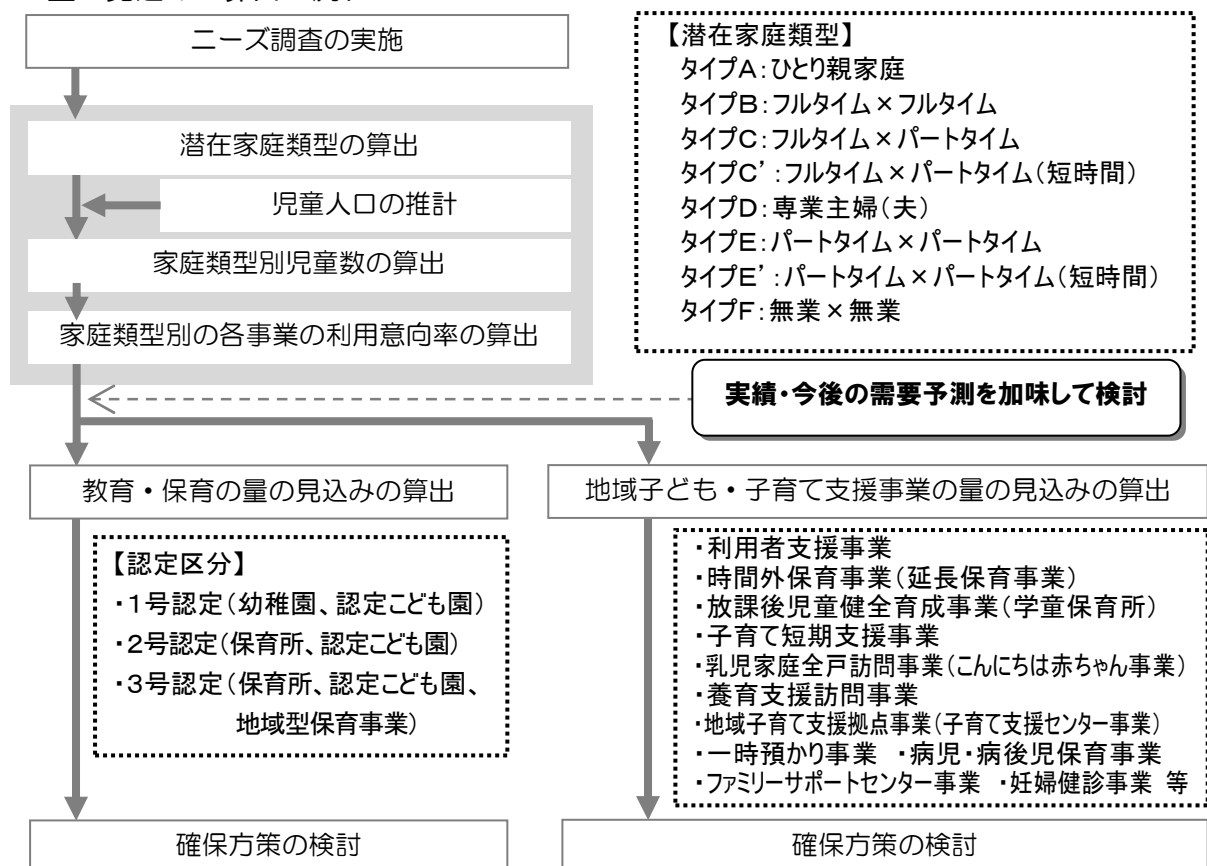 ニーズ調査の実施
潜在家庭類型の算出
児童人口の推計
家庭類型別児童数の算出
家庭類型別の各事業の利用意向率の算出
【潜在家庭類型】
タイプA:ひとり親家庭
タイプB:フルタイム×フルタイム
タイプC:フルタイム×パートタイム
タイプC’:フルタイム×パートタイム(短時間)
タイプD:専業主婦(夫)
タイプE:パートタイム×パートタイム
タイプE’:パートタイム×パートタイム(短時間)
タイプF:無業×無業
実績・今後の需要予測を加味して検討
教育・保育の量の見込みの算出
【認定区分】
・1号認定(幼稚園、認定こども園)
・2号認定(保育所、認定こども園)
・3号認定(保育所、認定こども園、
地域型保育事業)
確保方策の検討
地域子ども・子育て支援事業の量の見込みの算出
・利用者支援事業
・時間外保育事業(延長保育事業)
・放課後児童健全育成事業(学童保育所)
・子育て短期支援事業
・乳児家庭全戸訪問事業(こんにちは赤ちゃん事業)
・養育支援訪問事業
・地域子育て支援拠点事業(子育て支援センター事業)
・一時預かり事業 ・病児・病後児保育事業
・ファミリーサポートセンター事業 ・妊婦健診事業 等
確保方策の検討